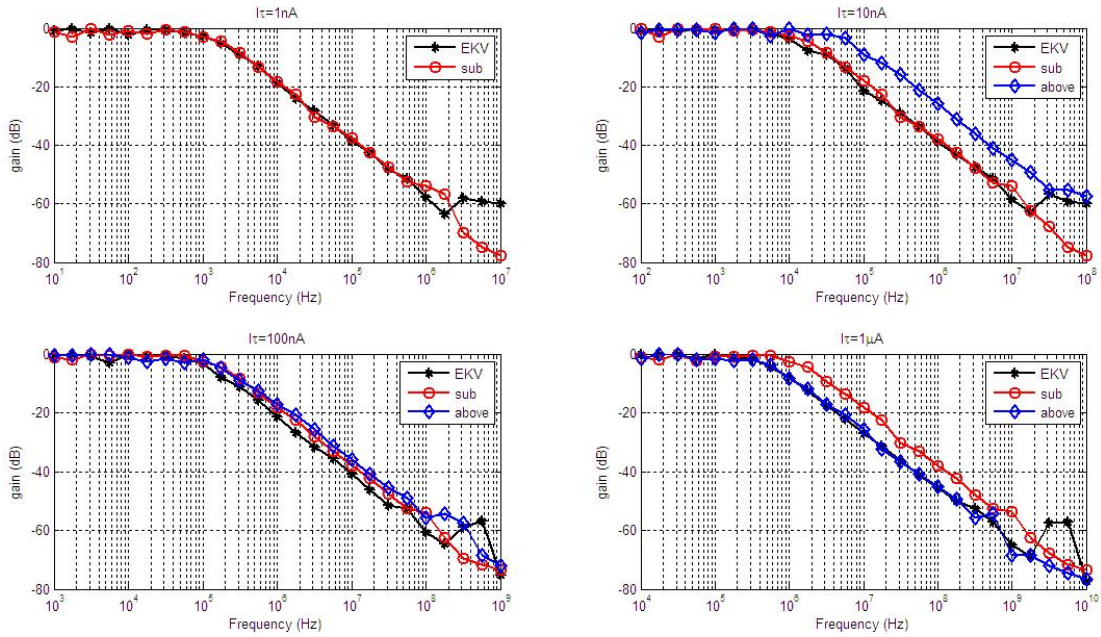 Iτ=1nA
0
-20
-40
-60
-80
gain (dB)
EKV
sub
10^1 10^2 10^3 10^4 10^5 10^6 10^7
Frequency (Hz)
Iτ=10nA
0
-20
-40
-60
-80
gain (dB)
EKV
sub
above
10^2 10^3 10^4 10^5 10^6 10^7 10^8
Frequency (Hz)
Iτ=100nA
0
-20
-40
-60
-80
gain (dB)
EKV
sub
above
10^3 10^4 10^5 10^6 10^7 10^8 10^9
Frequency (Hz)
Iτ=1μA
0
-20
-40
-60
-80
gain (dB)
EKV
sub
above
10^4 10^5 10^6 10^7 10^8 10^9 10^10
Frequency (Hz)